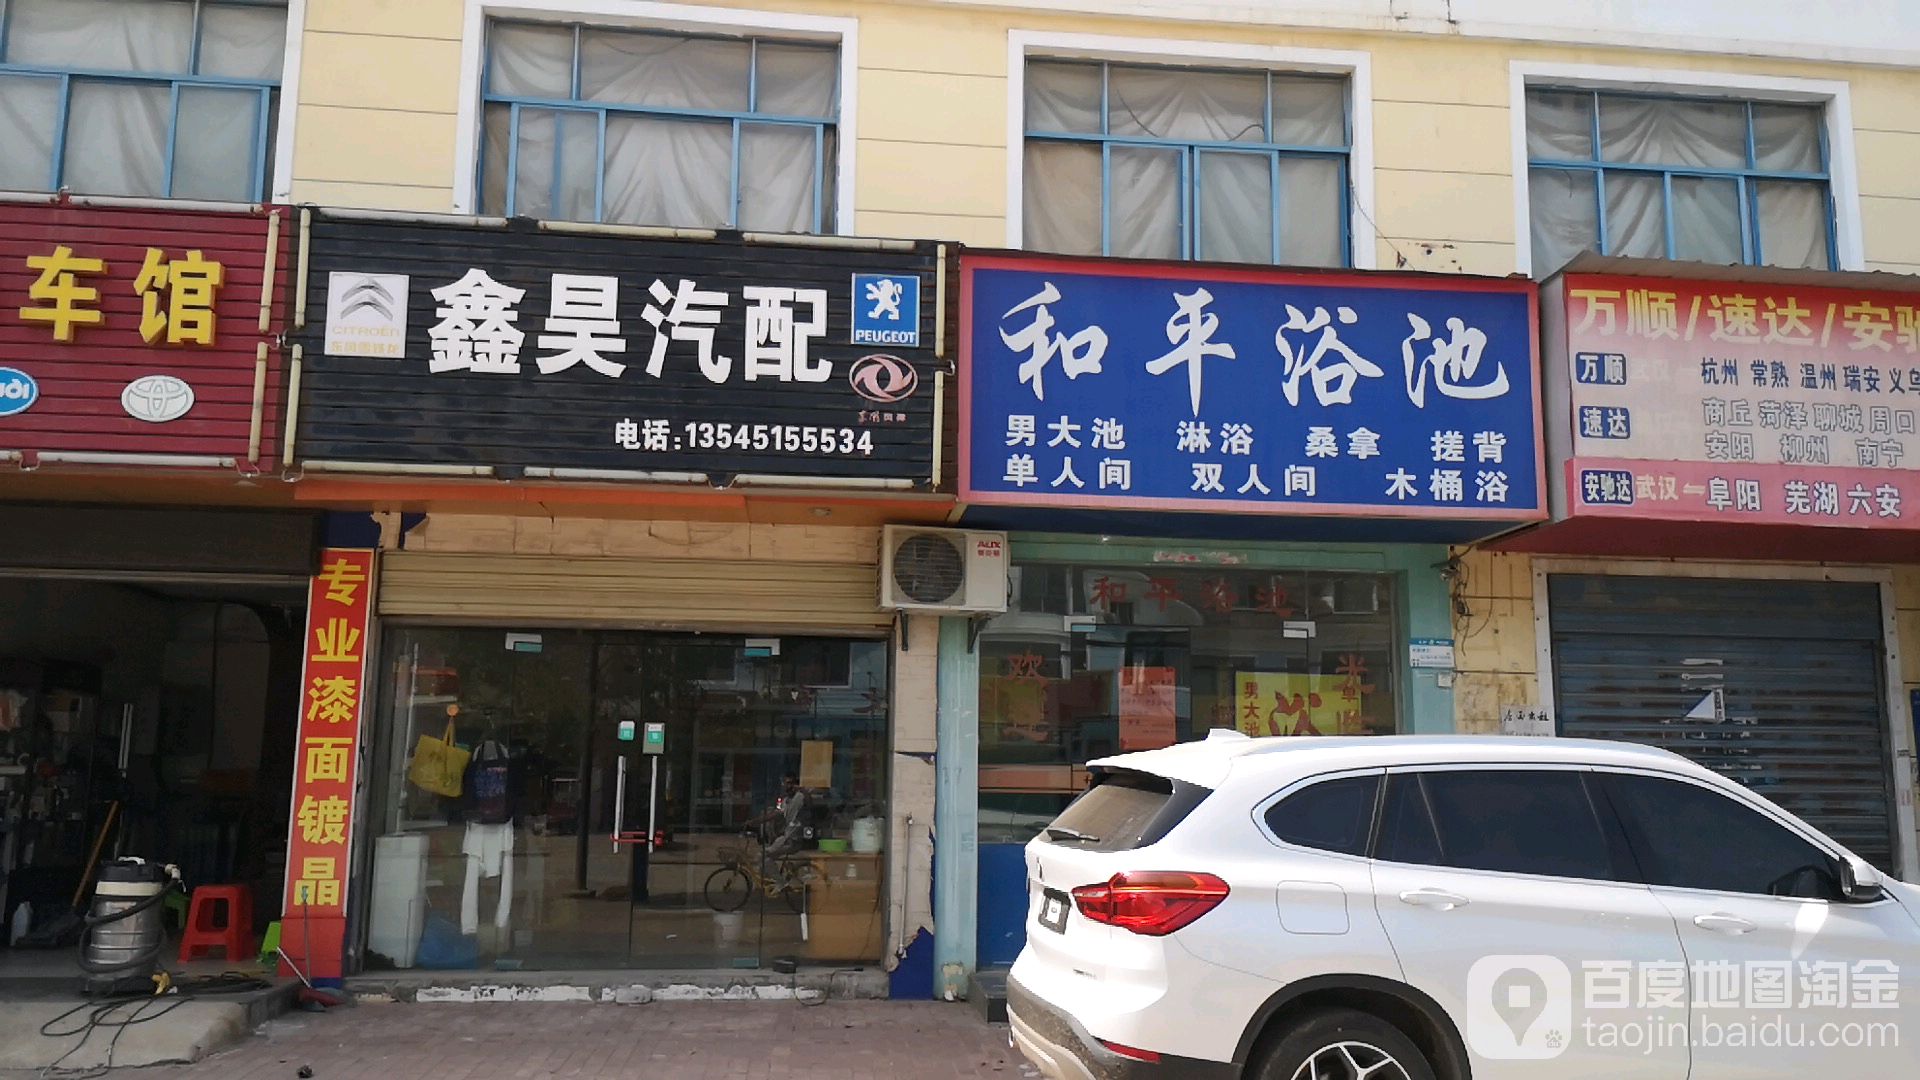 车馆
CITROËN
东风雪铁龙
鑫昊汽配
PEUGEOT
电话:13545155534
和平浴池
男大池 淋浴 桑拿 搓背
单人间 双人间 木桶浴
万顺/速达/安驰
万顺 杭州 常熟 温州 瑞安 义乌
速达 商丘 菏泽 聊城 周口
安阳 柳州 南宁
安驰达 武汉 阜阳 芜湖 六安
专业漆面镀晶
AUX
和平浴池
欢迎
男大池
浴
百度地图淘金
taojin.baidu.com